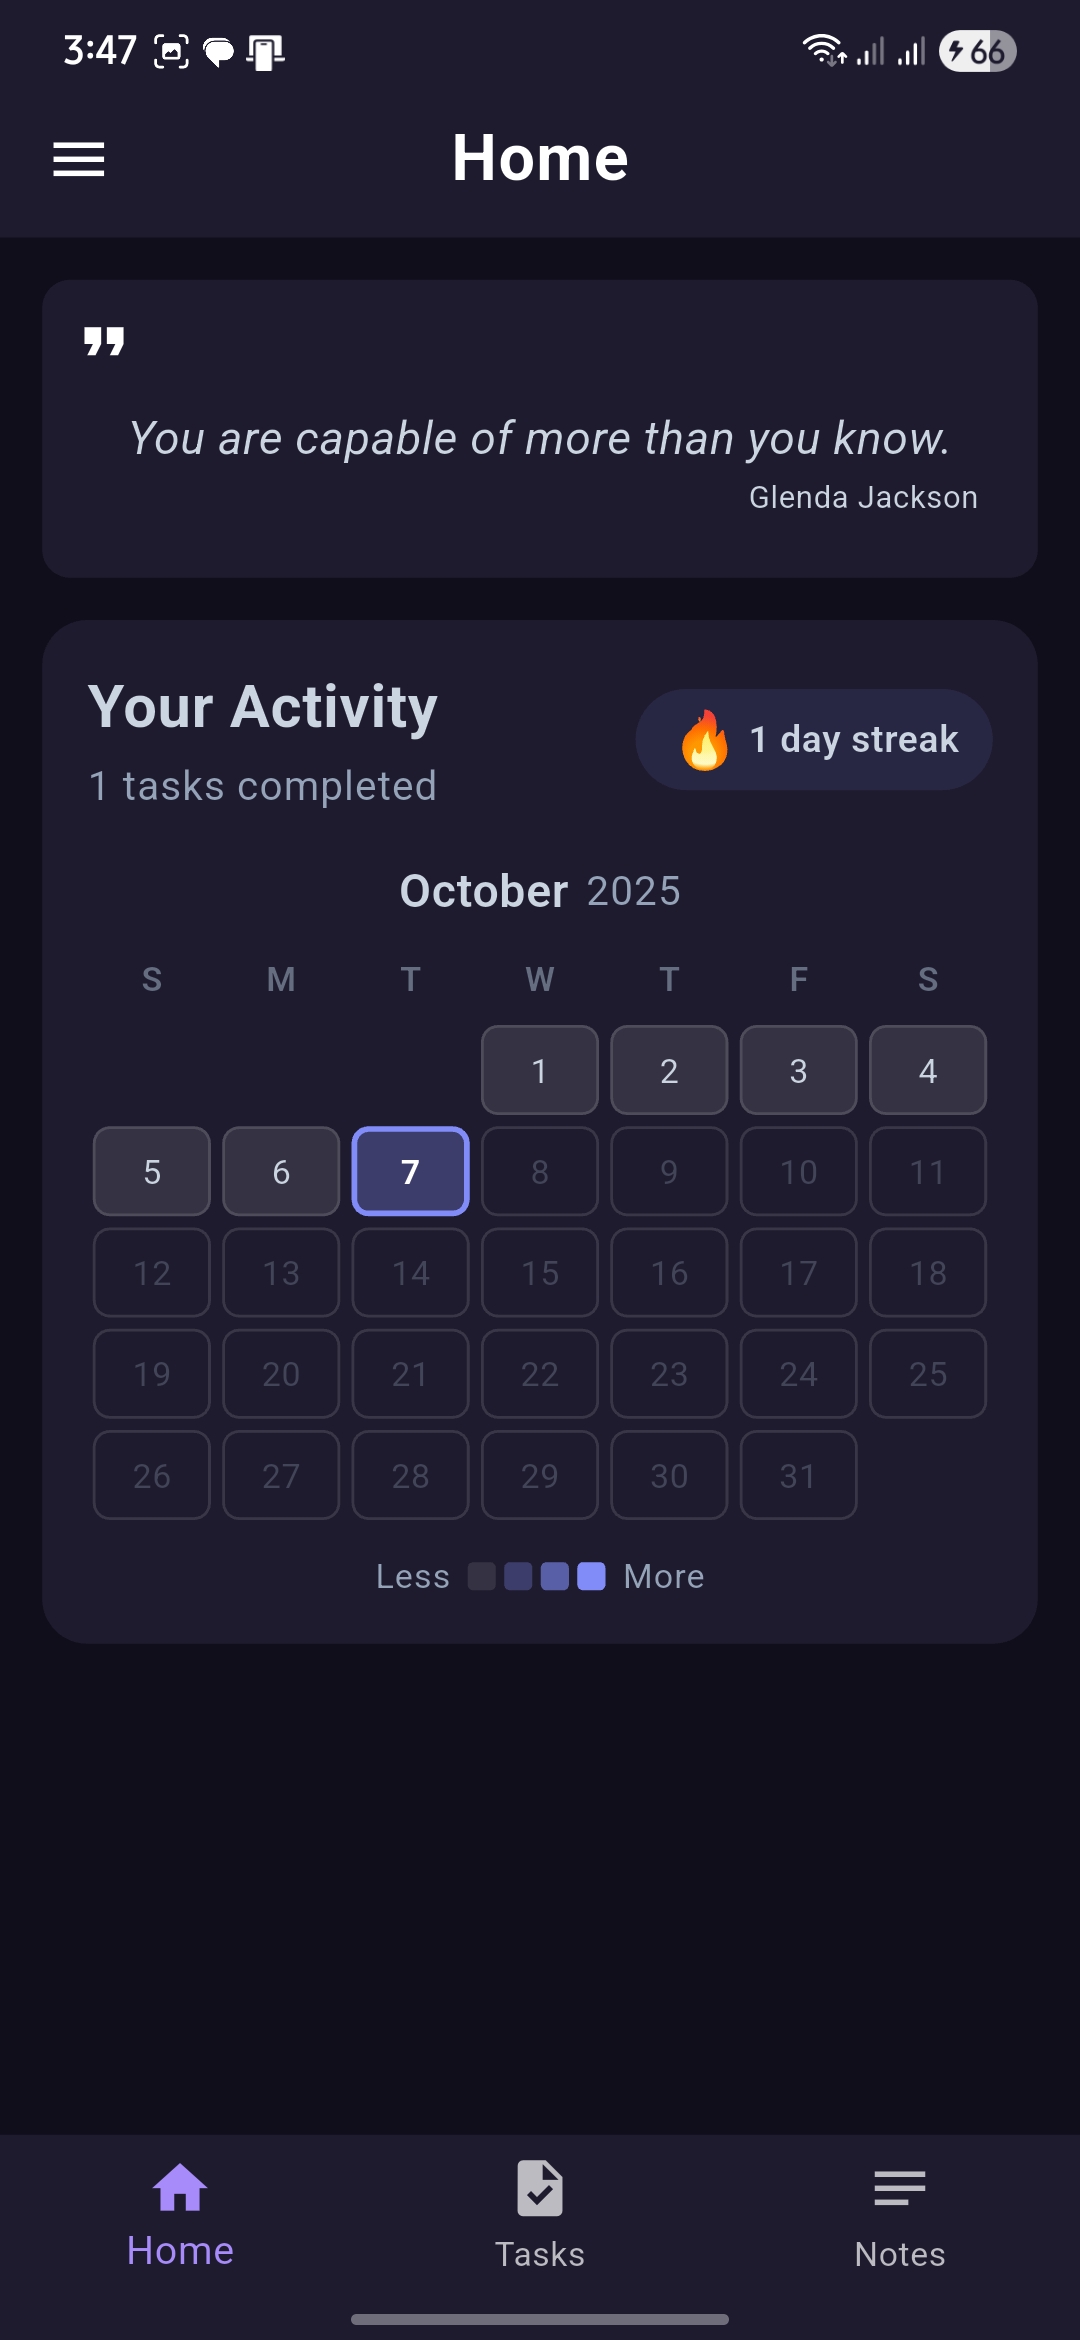 3:47
66
Home
You are capable of more than you know.
Glenda Jackson
Your Activity
1 day streak
1 tasks completed
October 2025
S M T W T F S
1 2 3 4
5 6 7 8 9 10 11
12 13 14 15 16 17 18
19 20 21 22 23 24 25
26 27 28 29 30 31
Less More
Home Tasks Notes